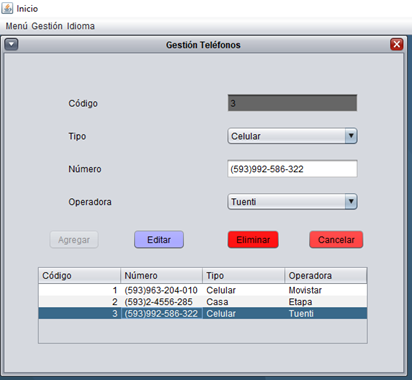 Inicio
Menú Gestión Idioma
Gestión Teléfonos
Código 3
Tipo Celular
Número (593)992-586-322
Operadora Tuenti
Agregar Editar Eliminar Cancelar
Código Número Tipo Operadora
1 (593)963-204-010 Celular Movistar
2 (593)2-4556-285 Casa Etapa
3 (593)992-586-322 Celular Tuenti